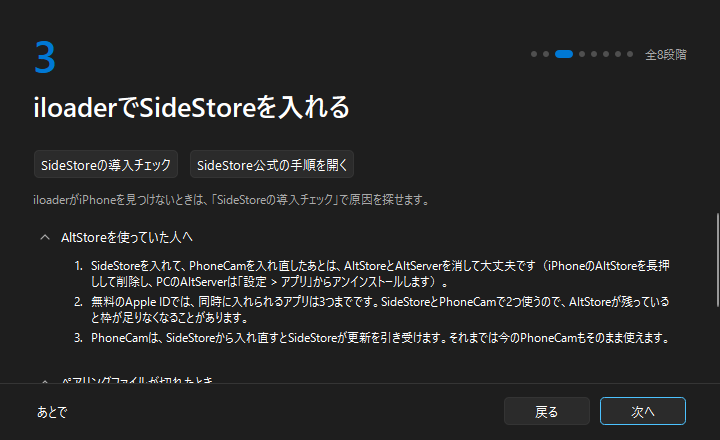 3
全8段階
iloaderでSideStoreを入れる
SideStoreの導入チェック
SideStore公式の手順を開く
iloaderがiPhoneを見つけないときは、「SideStoreの導入チェック」で原因を探せます。
AltStoreを使っていた人へ
1. SideStoreを入れて、PhoneCamを入れ直したあとは、AltStoreとAltServerを消して大丈夫です（iPhoneのAltStoreを長押
しして削除し、PCのAltServerは「設定 > アプリ」からアンインストールします）。
2. 無料のApple IDでは、同時に入れられるアプリは3つまでです。SideStoreとPhoneCamで2つ使うので、AltStoreが残っている
と枠が足りなくなることがあります。
3. PhoneCamは、SideStoreから入れ直すとSideStoreが更新を引き受けます。それまでは今のPhoneCamもそのまま使えます。
ペアリングファイルが切れたとき
あとで
戻る
次へ